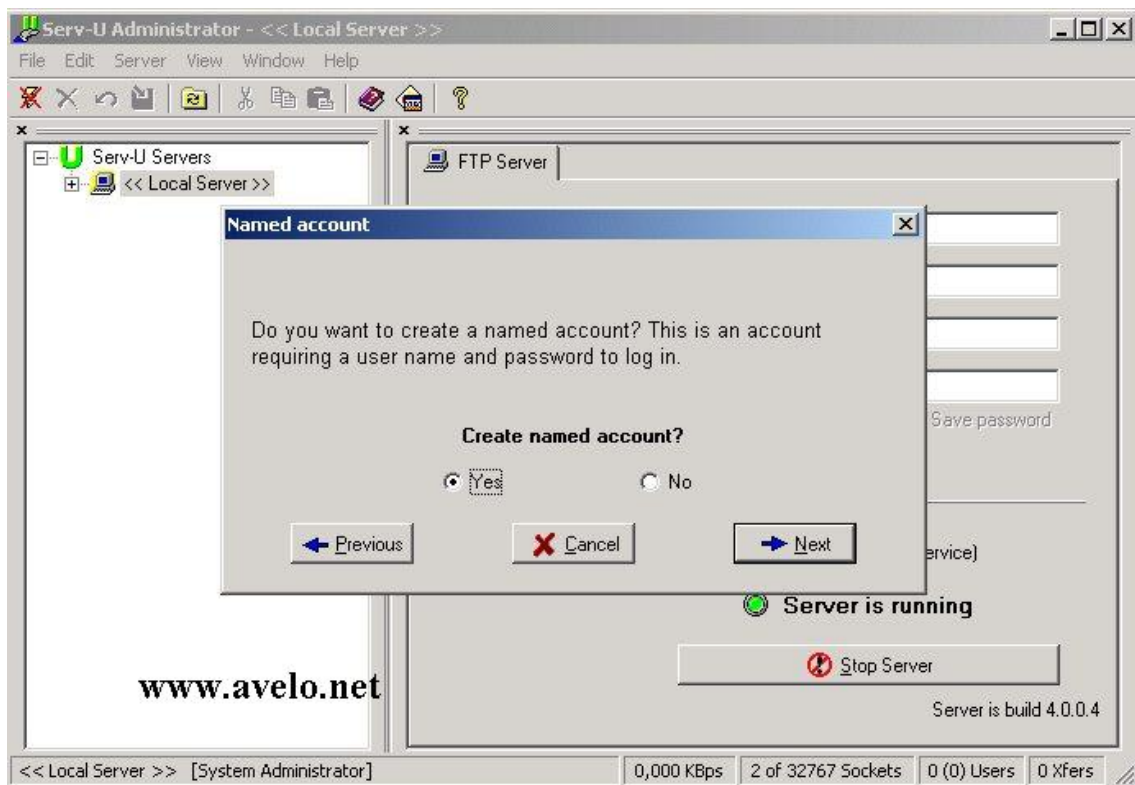 Serv-U Administrator - << Local Server >>
File Edit Server View Window Help
Serv-U Servers
<< Local Server >>
FTP Server
Named account
Do you want to create a named account? This is an account
requiring a user name and password to log in.
Create named account?
Yes No
Previous Cancel Next
Save password
ervice)
Server is running
Stop Server
www.avelo.net
Server is build 4.0.0.4
<< Local Server >> [System Administrator] 0,000 KBps 2 of 32767 Sockets 0 (0) Users 0 Xfers